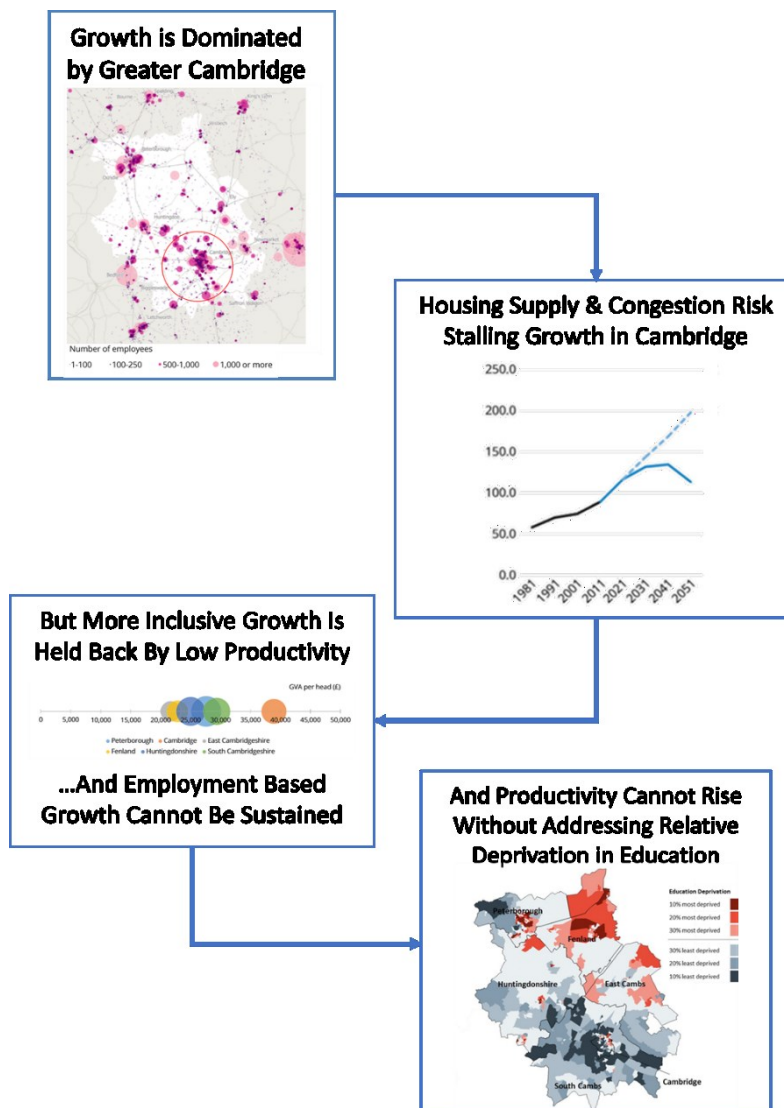 Growth is Dominated
by Greater Cambridge
Peterborough
Huntingdon
Ely
Number of employees
1-100 100-250 500-1,000 1,000 or more
Housing Supply & Congestion Risk
Stalling Growth in Cambridge
250.0
200.0
150.0
100.0
50.0
0.0
1981 1991 2001 2011 2021 2031 2041 2051
But More Inclusive Growth Is
Held Back By Low Productivity
GVA per head (£)
0 5,000 10,000 15,000 20,000 25,000 30,000 35,000 40,000 45,000 50,000
Peterborough Cambridge East Cambridgeshire
Fenland Huntingdonshire South Cambridgeshire
...And Employment Based
Growth Cannot Be Sustained
And Productivity Cannot Rise
Without Addressing Relative
Deprivation in Education
Education Deprivation
10% most deprived
20% most deprived
30% most deprived
30% least deprived
20% least deprived
10% least deprived
Peterborough
Fenland
Huntingdonshire
East Cambs
South Cambs
Cambridge